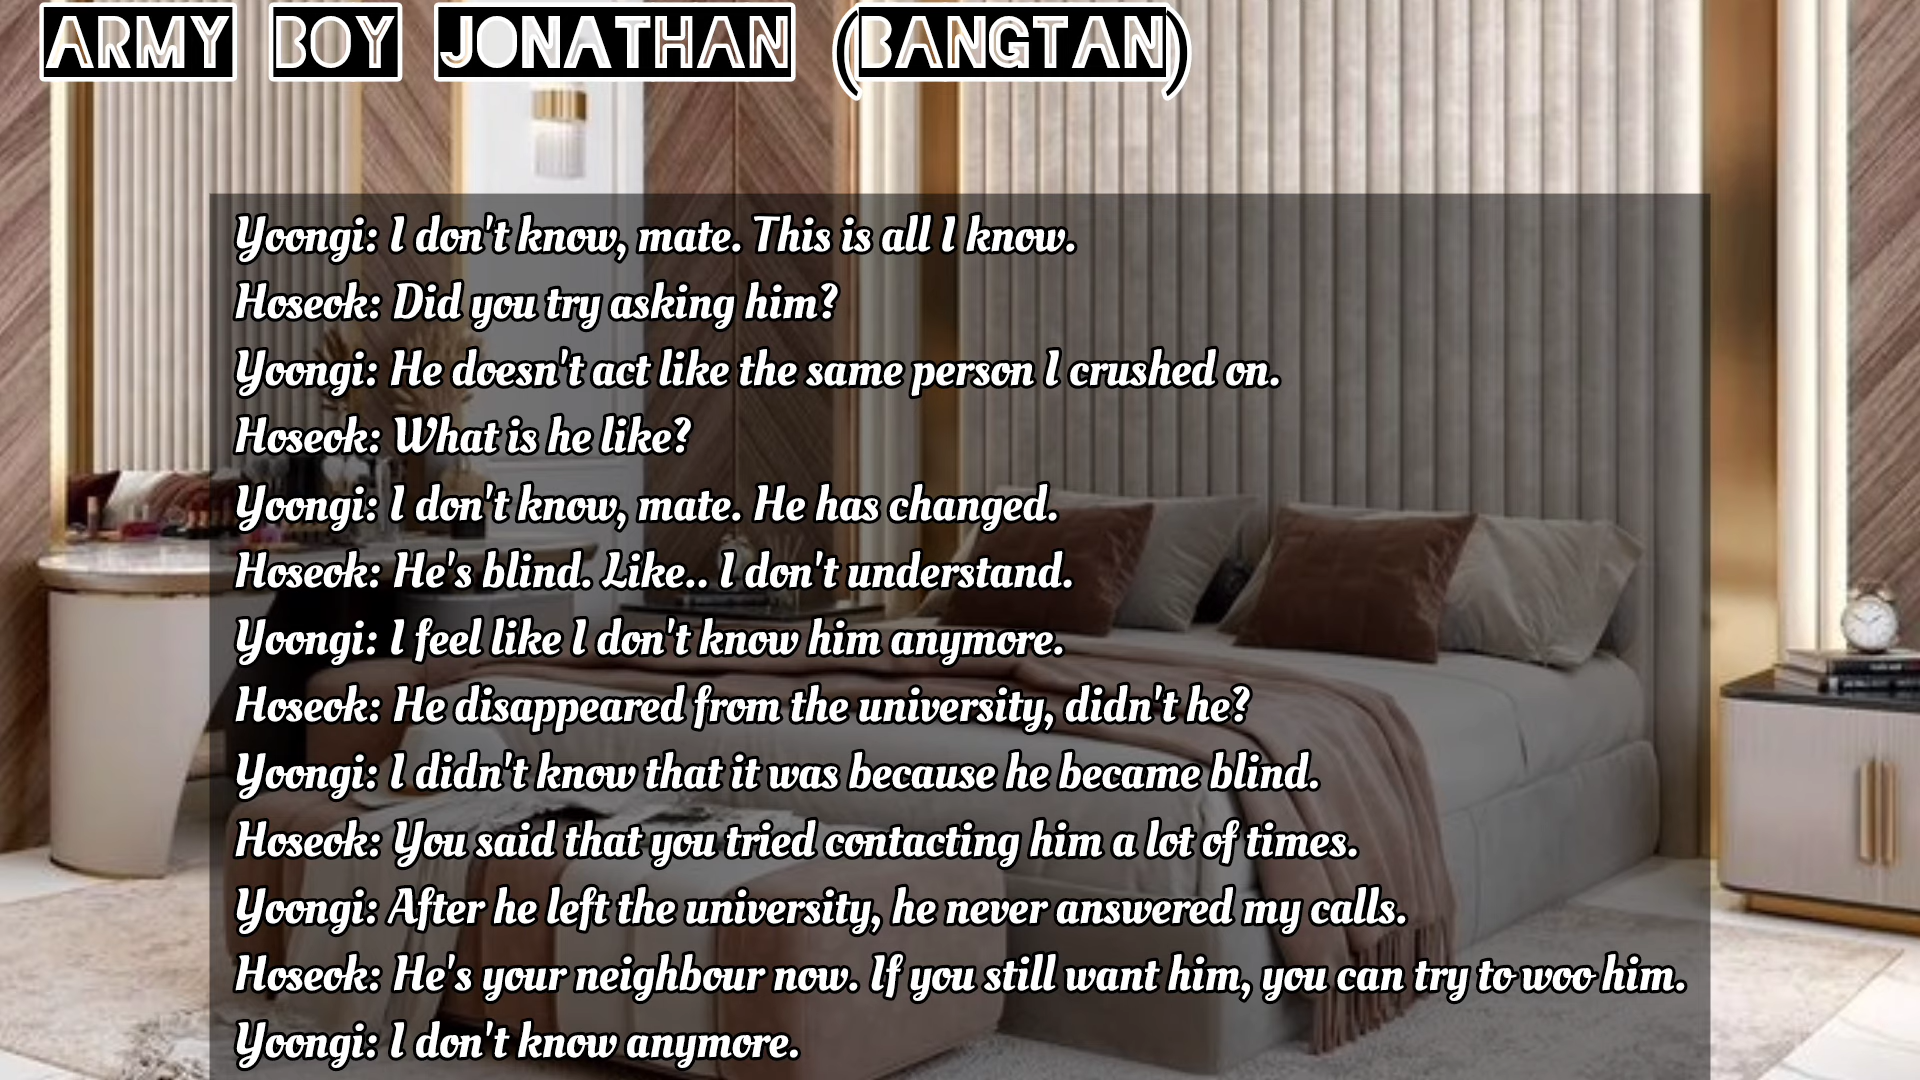 ARMY BOY JONATHAN (BANGTAN)
Yoongi: I don't know, mate. This is all I know.
Hoseok: Did you try asking him?
Yoongi: He doesn't act like the same person I crushed on.
Hoseok: What is he like?
Yoongi: I don't know, mate. He has changed.
Hoseok: He's blind. Like.. I don't understand.
Yoongi: I feel like I don't know him anymore.
Hoseok: He disappeared from the university, didn't he?
Yoongi: I didn't know that it was because he became blind.
Hoseok: You said that you tried contacting him a lot of times.
Yoongi: After he left the university, he never answered my calls.
Hoseok: He's your neighbour now. If you still want him, you can try to woo him.
Yoongi: I don't know anymore.